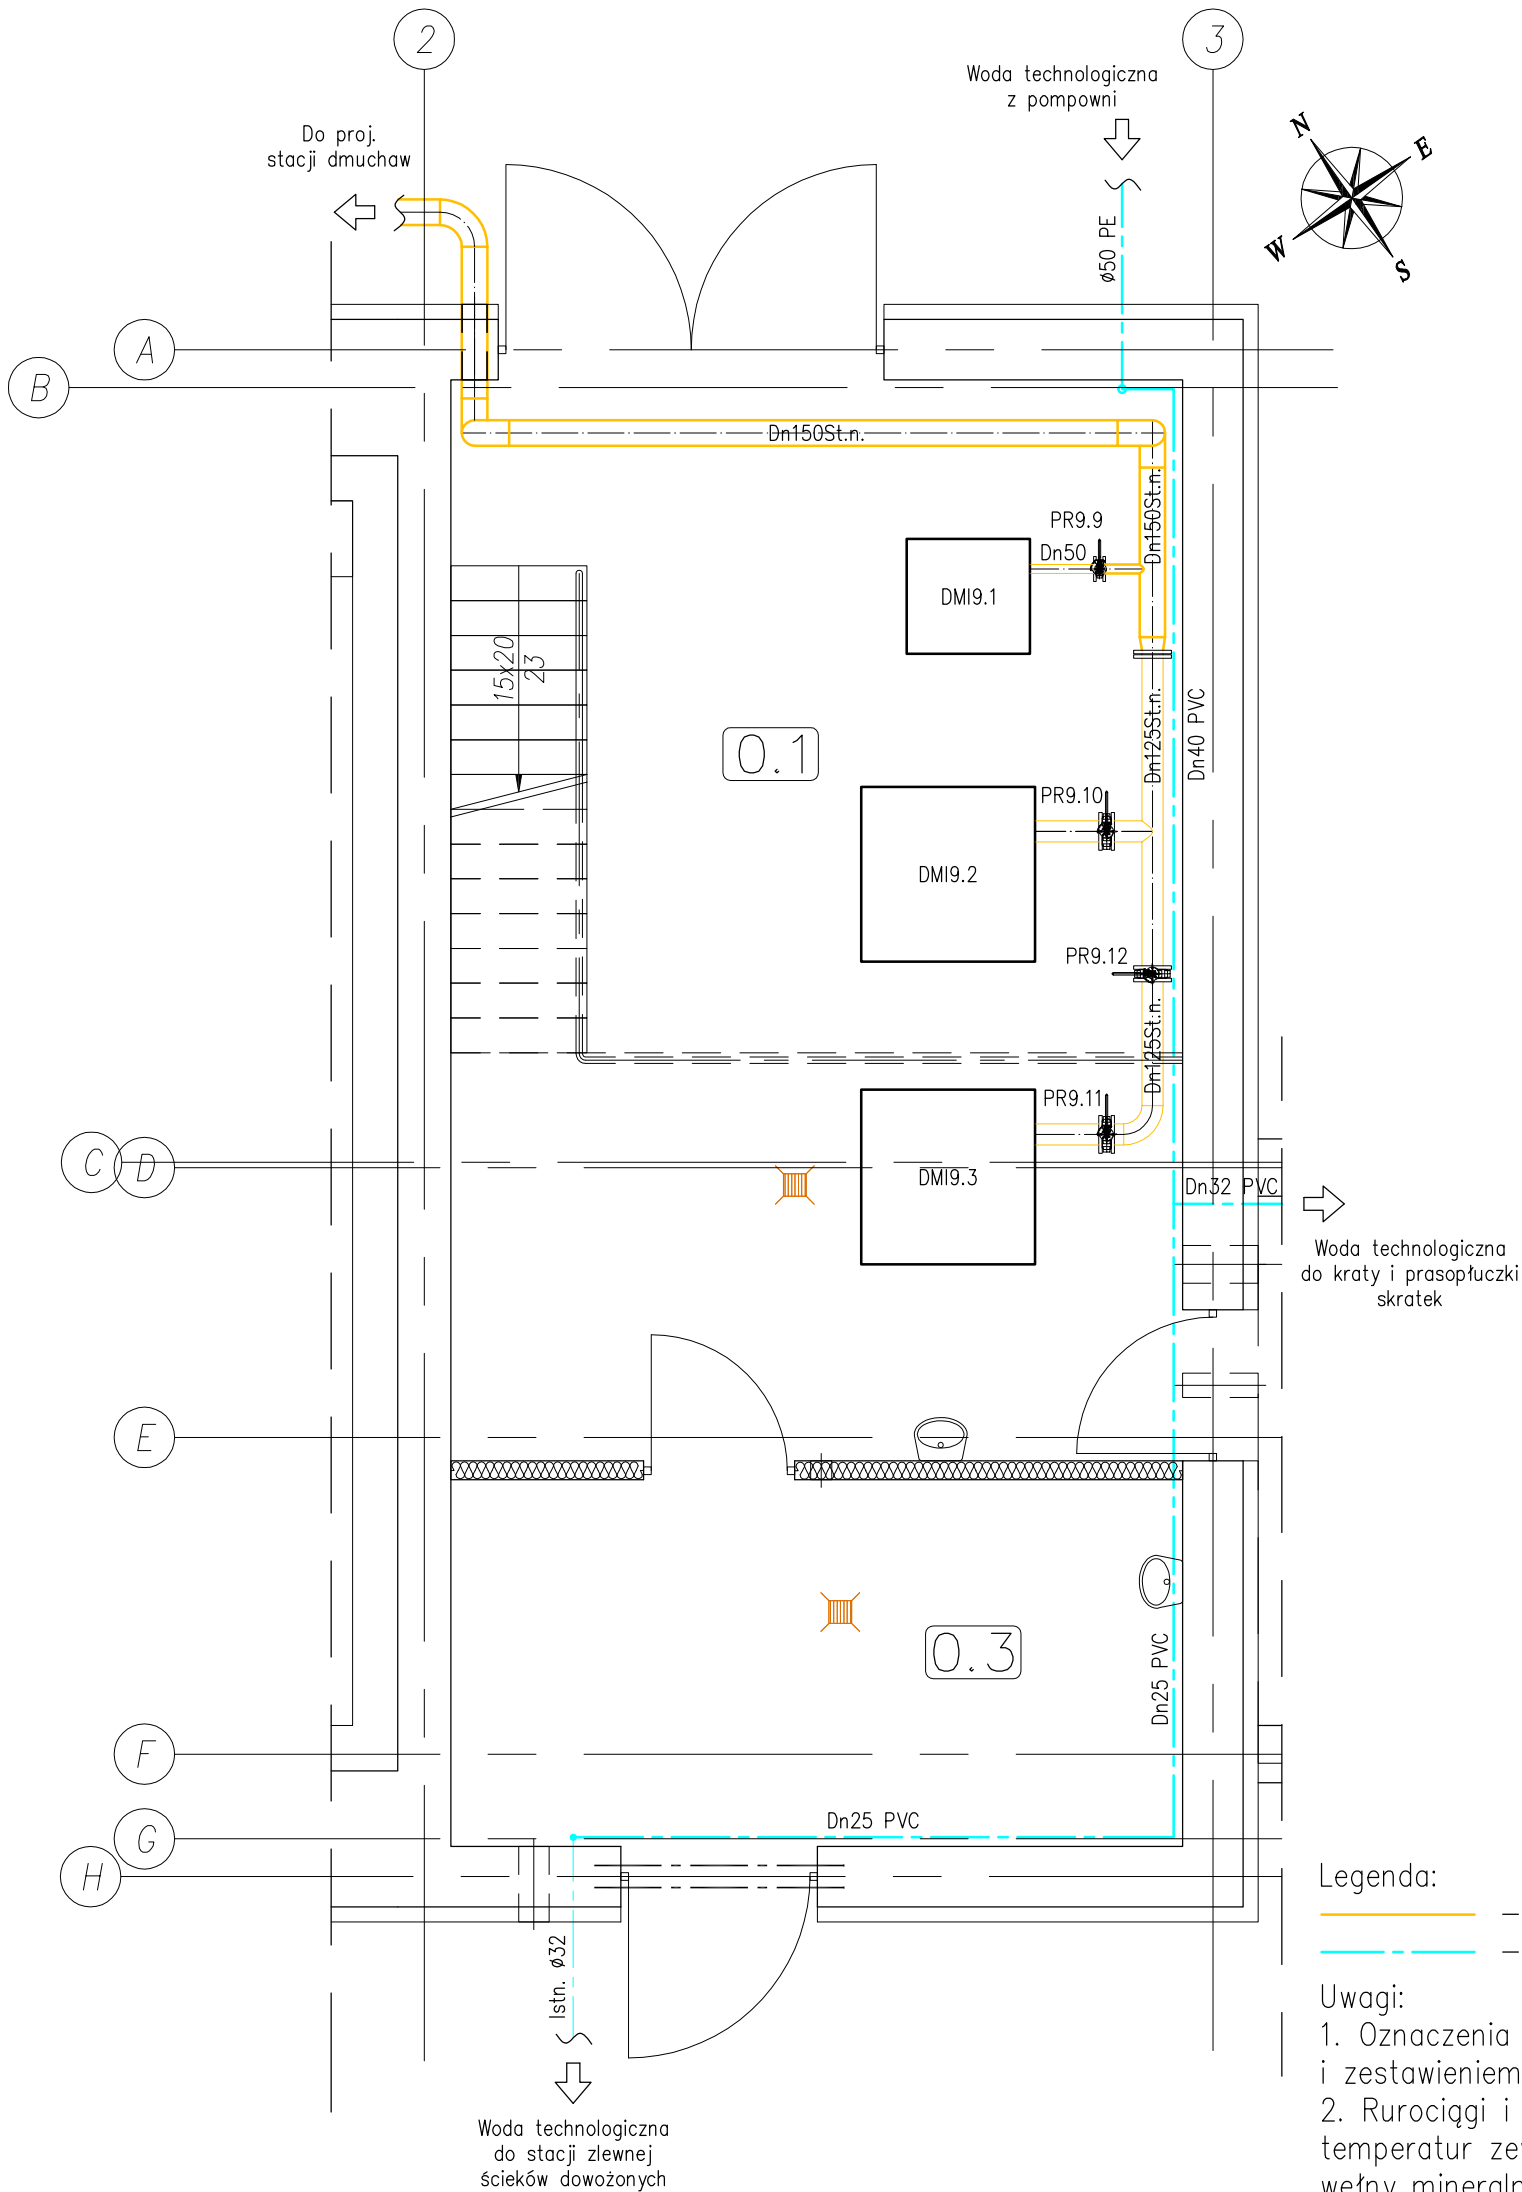 2
3
Woda technologiczna
z pompowni
Do proj.
stacji dmuchaw
N
E
W
S
ø50 PE
A
B
Dn150St.n.
Dn150St.n.
PR9.9
Dn50
DMI9.1
15x20
23
0.1
Dn125St.n.
Dn40 PVC
PR9.10
DMI9.2
PR9.12
Dn125St.n.
PR9.11
C
D
DMI9.3
Dn32 PVC
Woda technologiczna
do kraty i prasopłuczki
skratek
E
0.3
Dn25 PVC
F
Dn25 PVC
G
H
Legenda:
Istn. ø32
Uwagi:
1. Oznaczenia
i zestawieniem
2. Rurociągi i
temperatur
wełny
Woda technologiczna
do stacji zlewnej
ścieków dowożonych